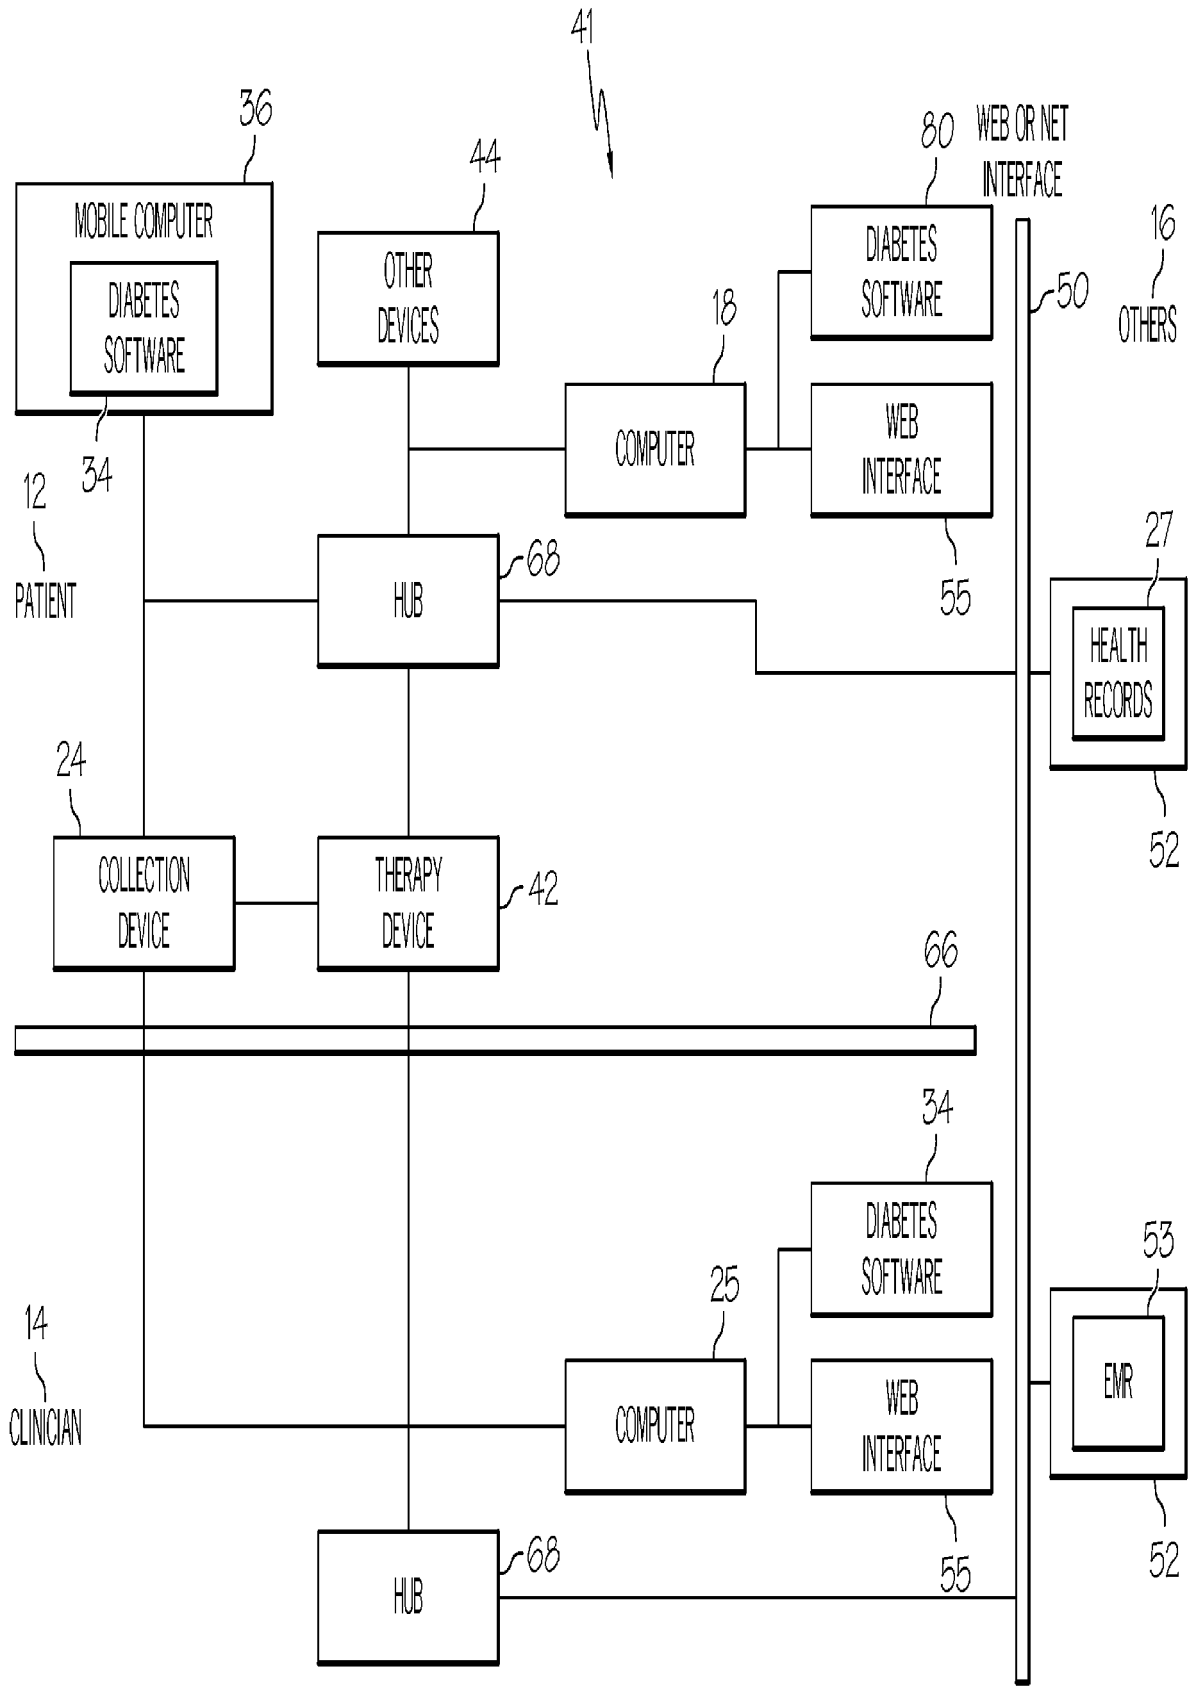 41
36
MOBILE COMPUTER
DIABETES
SOFTWARE
34
44
OTHER
DEVICES
18
COMPUTER
80
DIABETES
SOFTWARE
WEB
INTERFACE
55
WEB OR NET
INTERFACE
50
16
OTHERS
12
PATIENT
HUB
68
27
HEALTH
RECORDS
52
24
COLLECTION
DEVICE
THERAPY
DEVICE
42
66
34
DIABETES
SOFTWARE
25
COMPUTER
WEB
INTERFACE
55
53
EMR
52
14
CLINICIAN
HUB
68